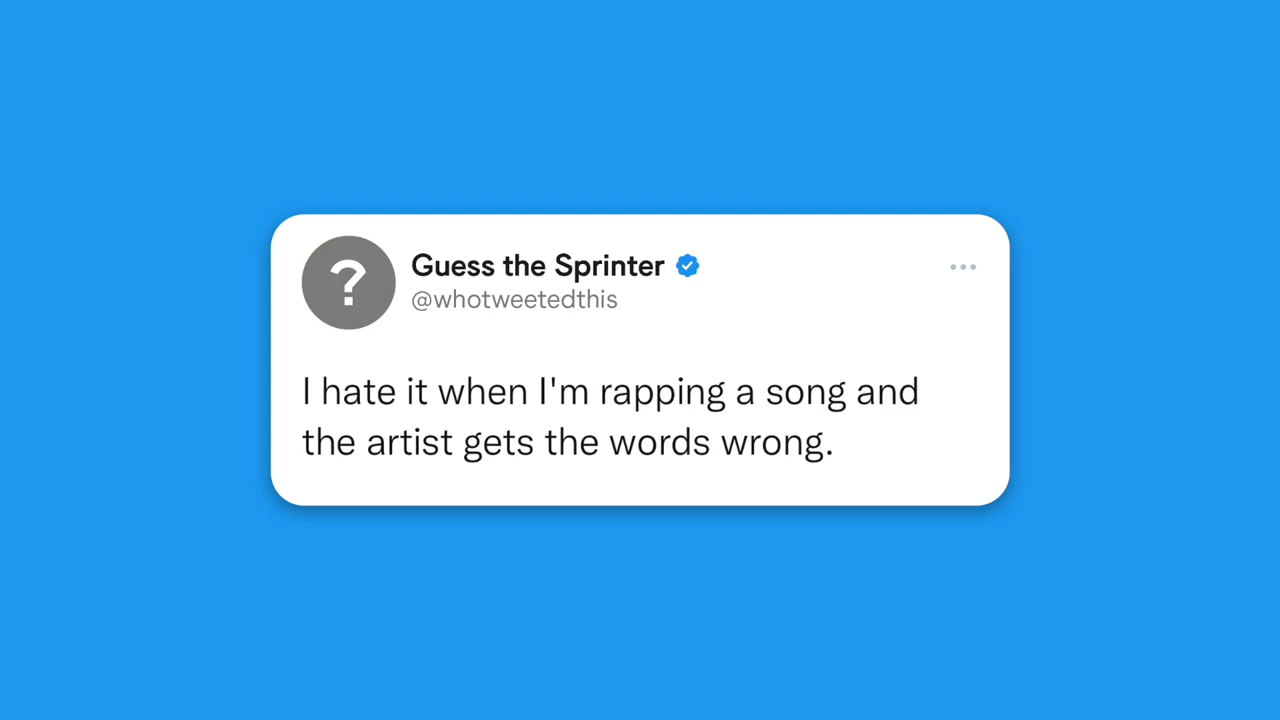 ?
Guess the Sprinter
@whotweetedthis
I hate it when I'm rapping a song and
the artist gets the words wrong.